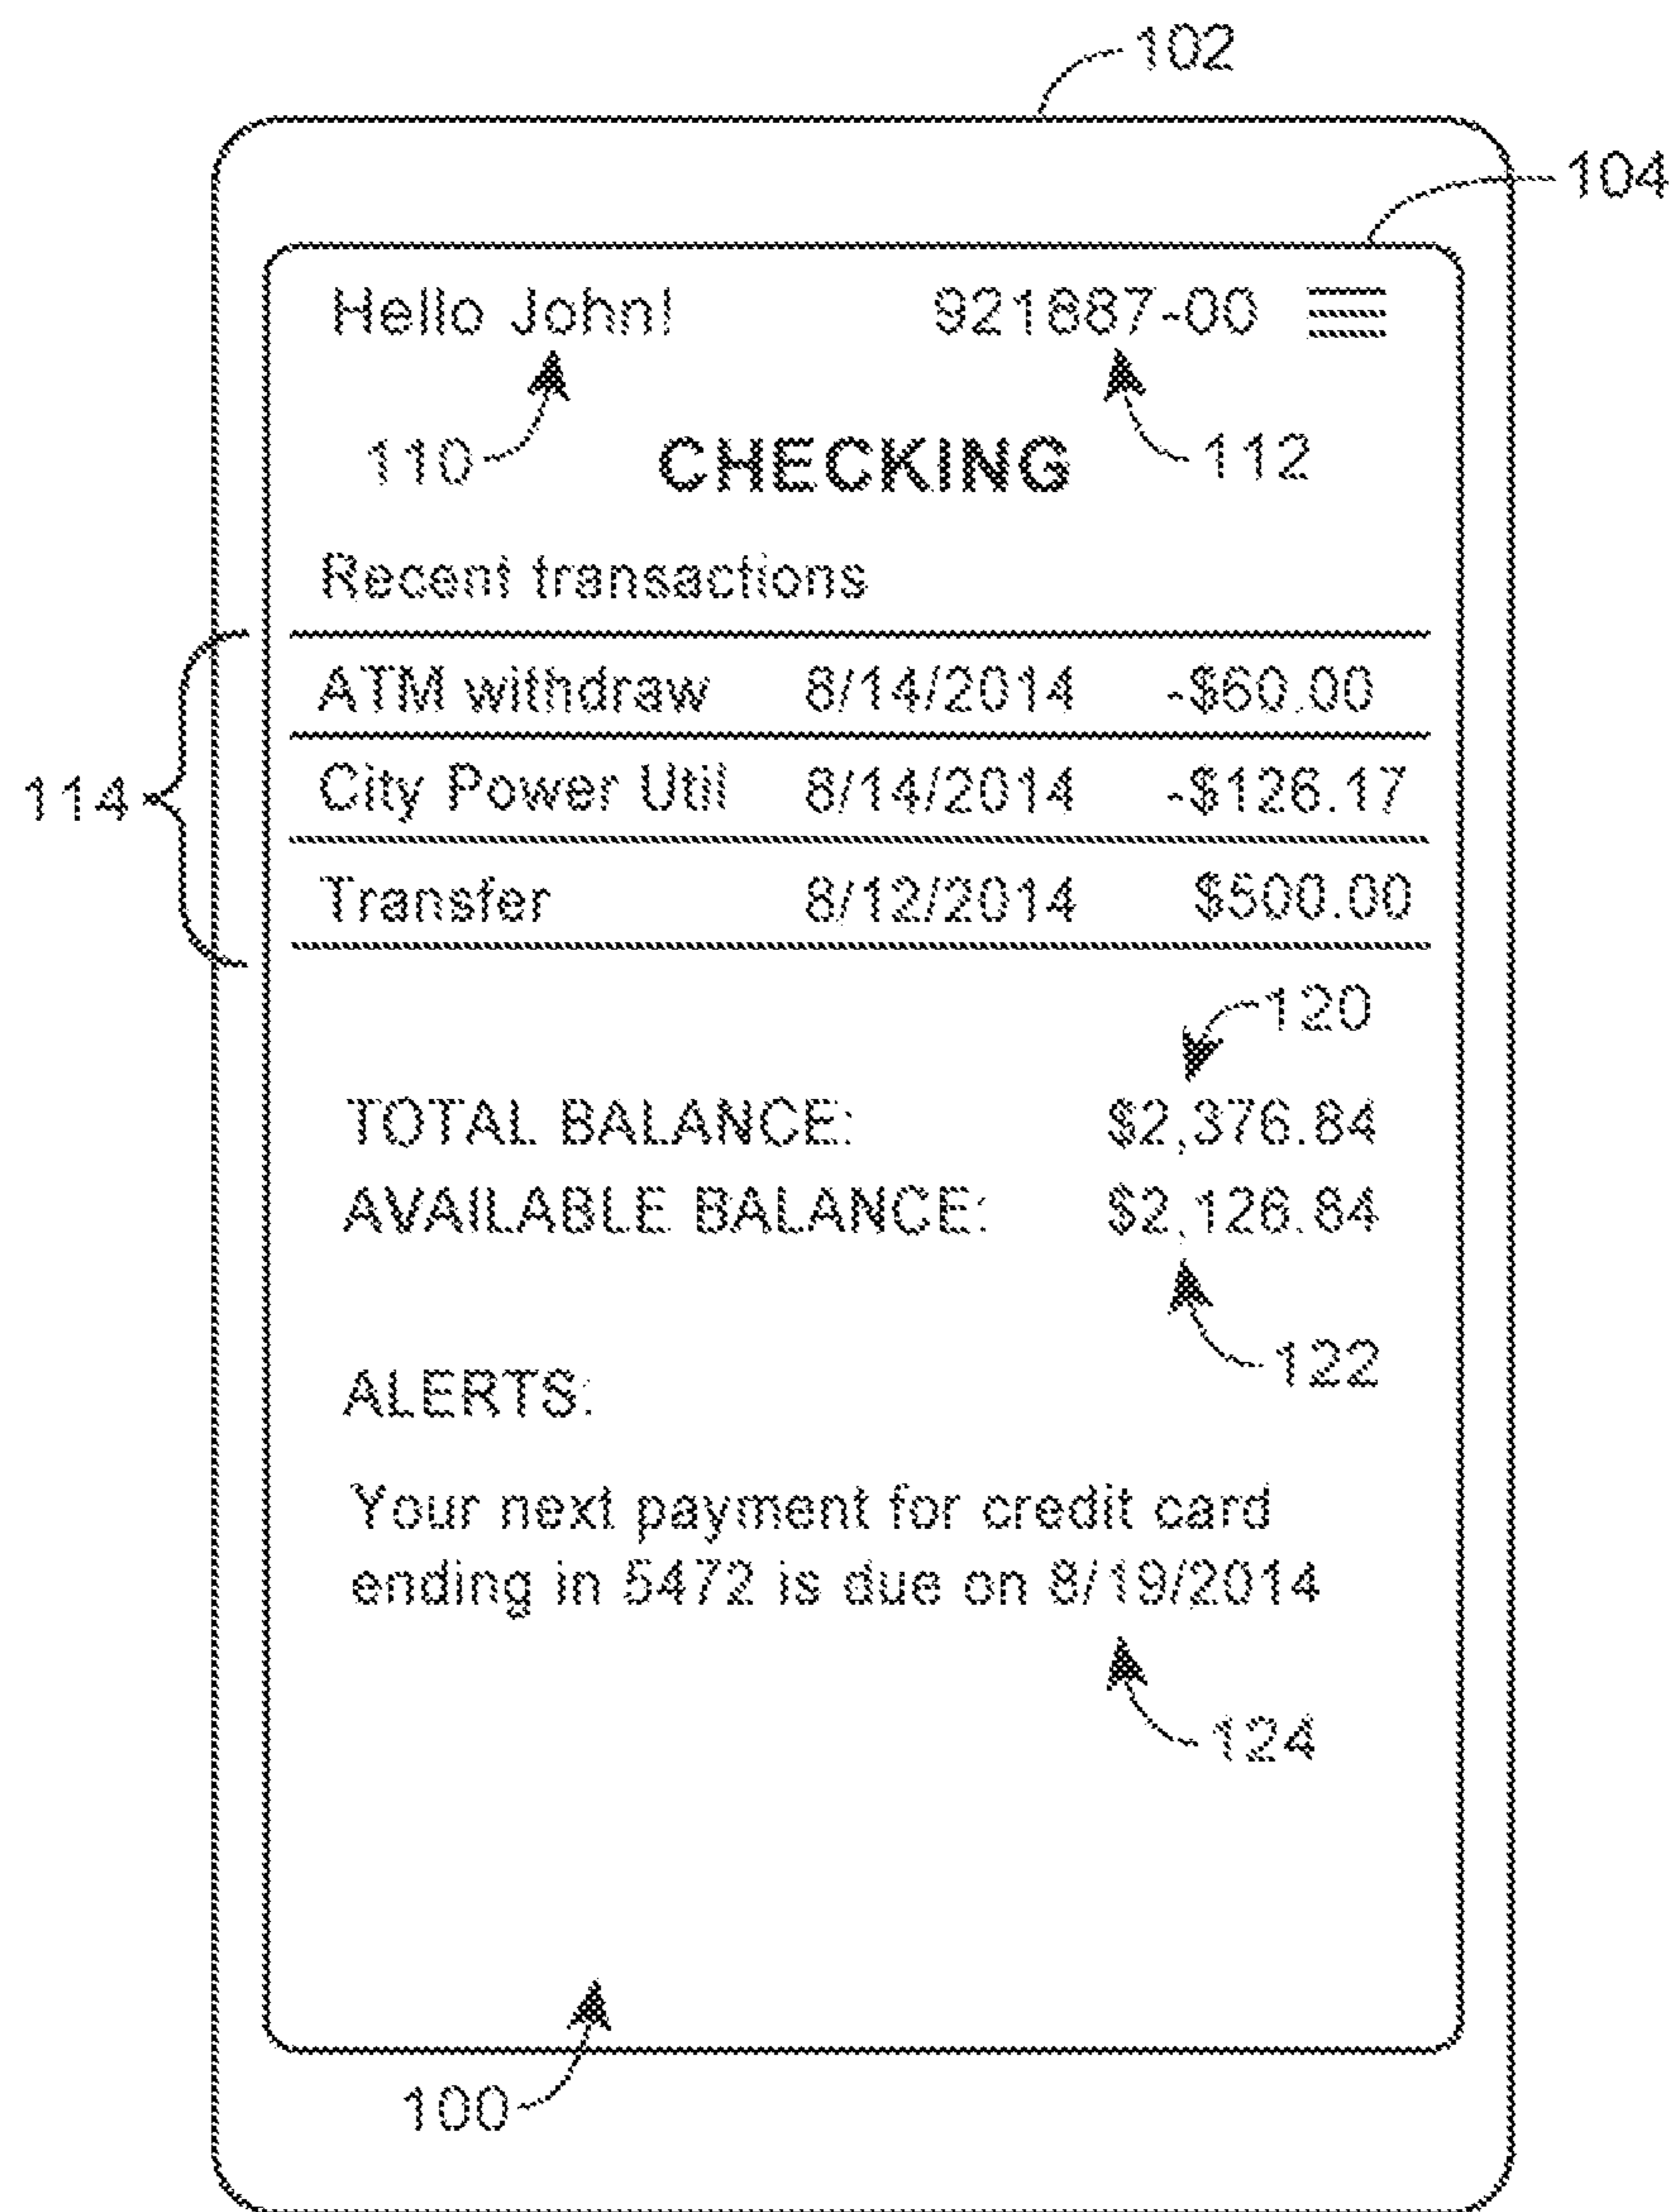 102
104
Hello John! 921887-00
110 CHECKING 112
Recent transactions
ATM withdraw 8/14/2014 -$60.00
114 City Power Util 8/14/2014 -$126.17
Transfer 8/12/2014 $500.00
120
TOTAL BALANCE: $2,376.84
AVAILABLE BALANCE: $2,126.84
122
ALERTS:
Your next payment for credit card
ending in 5472 is due on 8/19/2014
124
100